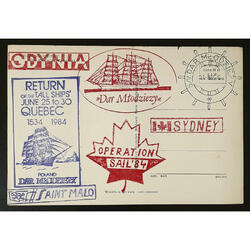 GDYNIA
"Dar Młodzieży"
RETURN
OF THE "TALL SHIPS"
JUNE 25 TO 30
QUEBEC
1534 1984
SYDNEY
OPERATION
SAIL '84
POLAND
DAR MŁODZIEŻY
SAINT MALO